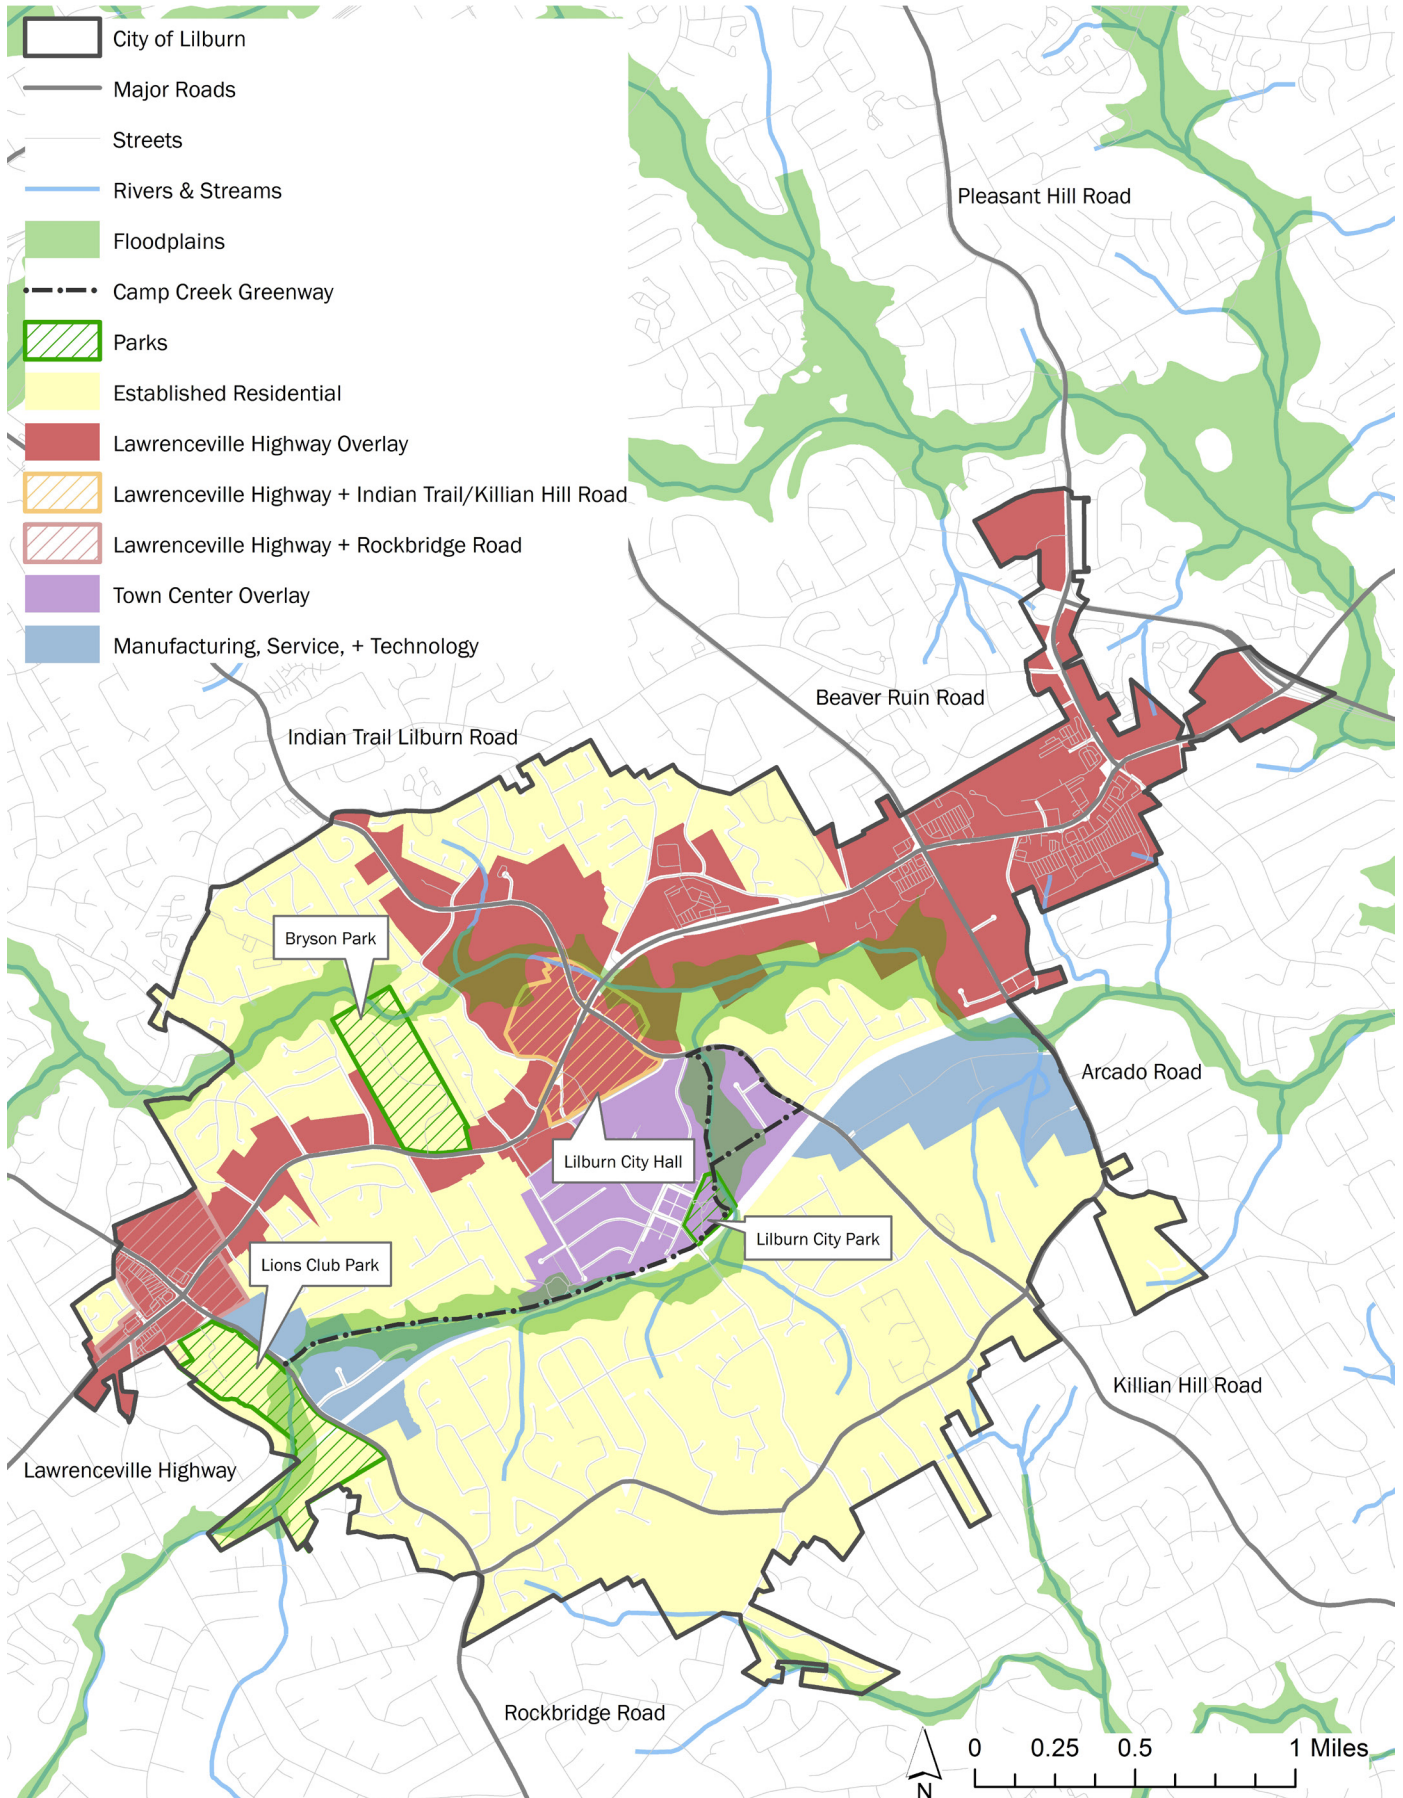 City of Lilburn
Major Roads
Streets
Rivers & Streams
Floodplains
Camp Creek Greenway
Parks
Established Residential
Lawrenceville Highway Overlay
Lawrenceville Highway + Indian Trail/Killian Hill Road
Lawrenceville Highway + Rockbridge Road
Town Center Overlay
Manufacturing, Service, + Technology
Pleasant Hill Road
Beaver Ruin Road
Indian Trail Lilburn Road
Bryson Park
Arcado Road
Lilburn City Hall
Lilburn City Park
Lions Club Park
Killian Hill Road
Lawrenceville Highway
Rockbridge Road
N
0 0.25 0.5 1 Miles